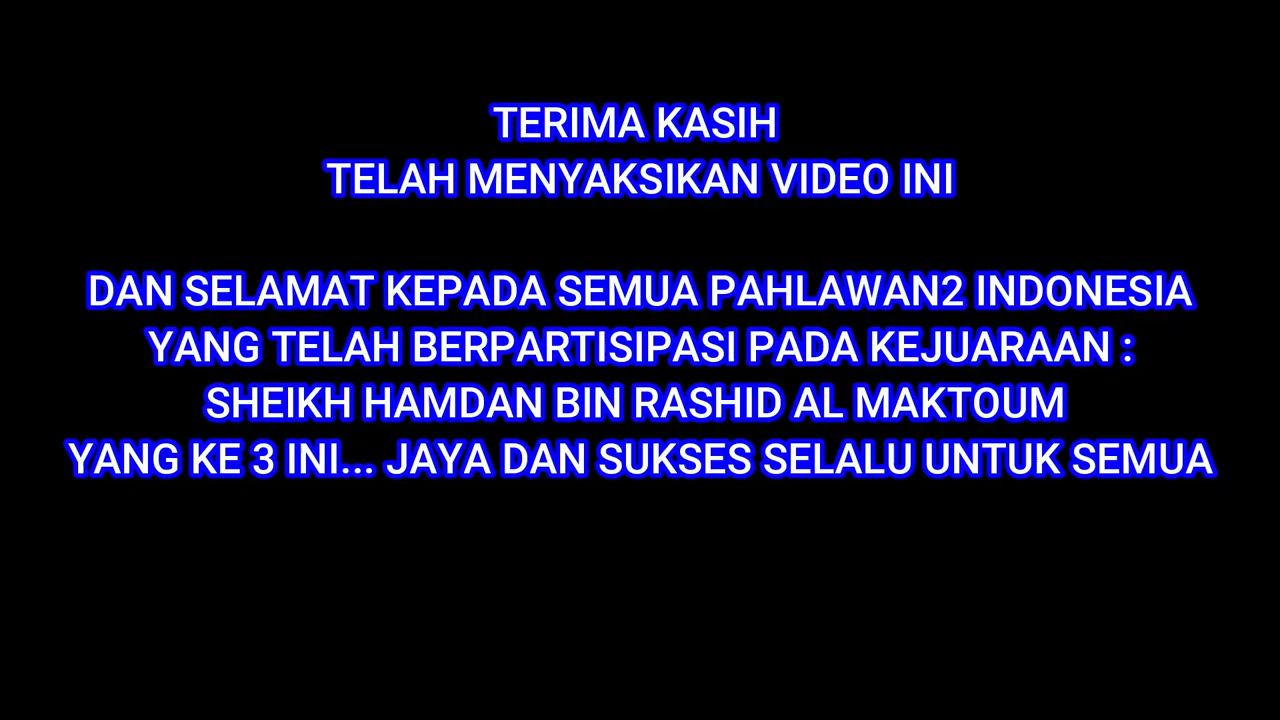 TERIMA KASIH
TELAH MENYAKSIKAN VIDEO INI
DAN SELAMAT KEPADA SEMUA PAHLAWAN2 INDONESIA
YANG TELAH BERPARTISIPASI PADA KEJUARAAN :
SHEIKH HAMDAN BIN RASHID AL MAKTOUM
YANG KE 3 INI... JAYA DAN SUKSES SELALU UNTUK SEMUA